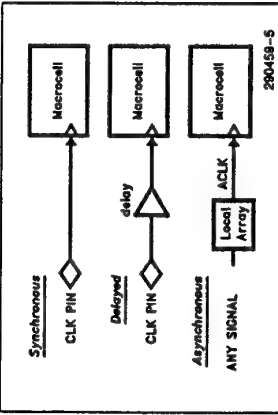 Synchronous
CLK PIN
Macrocell
Delayed
CLK PIN
delay
Macrocell
Asynchronous
ANY SIGNAL
Local
Array
ACLK
Macrocell
290459-5